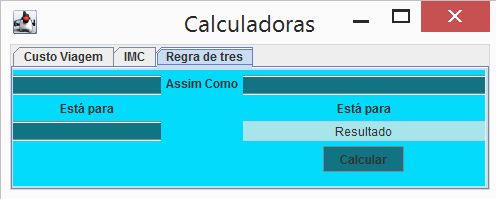 Calculadoras
Custo Viagem IMC Regra de tres
Assim Como
Está para Está para
Resultado
Calcular